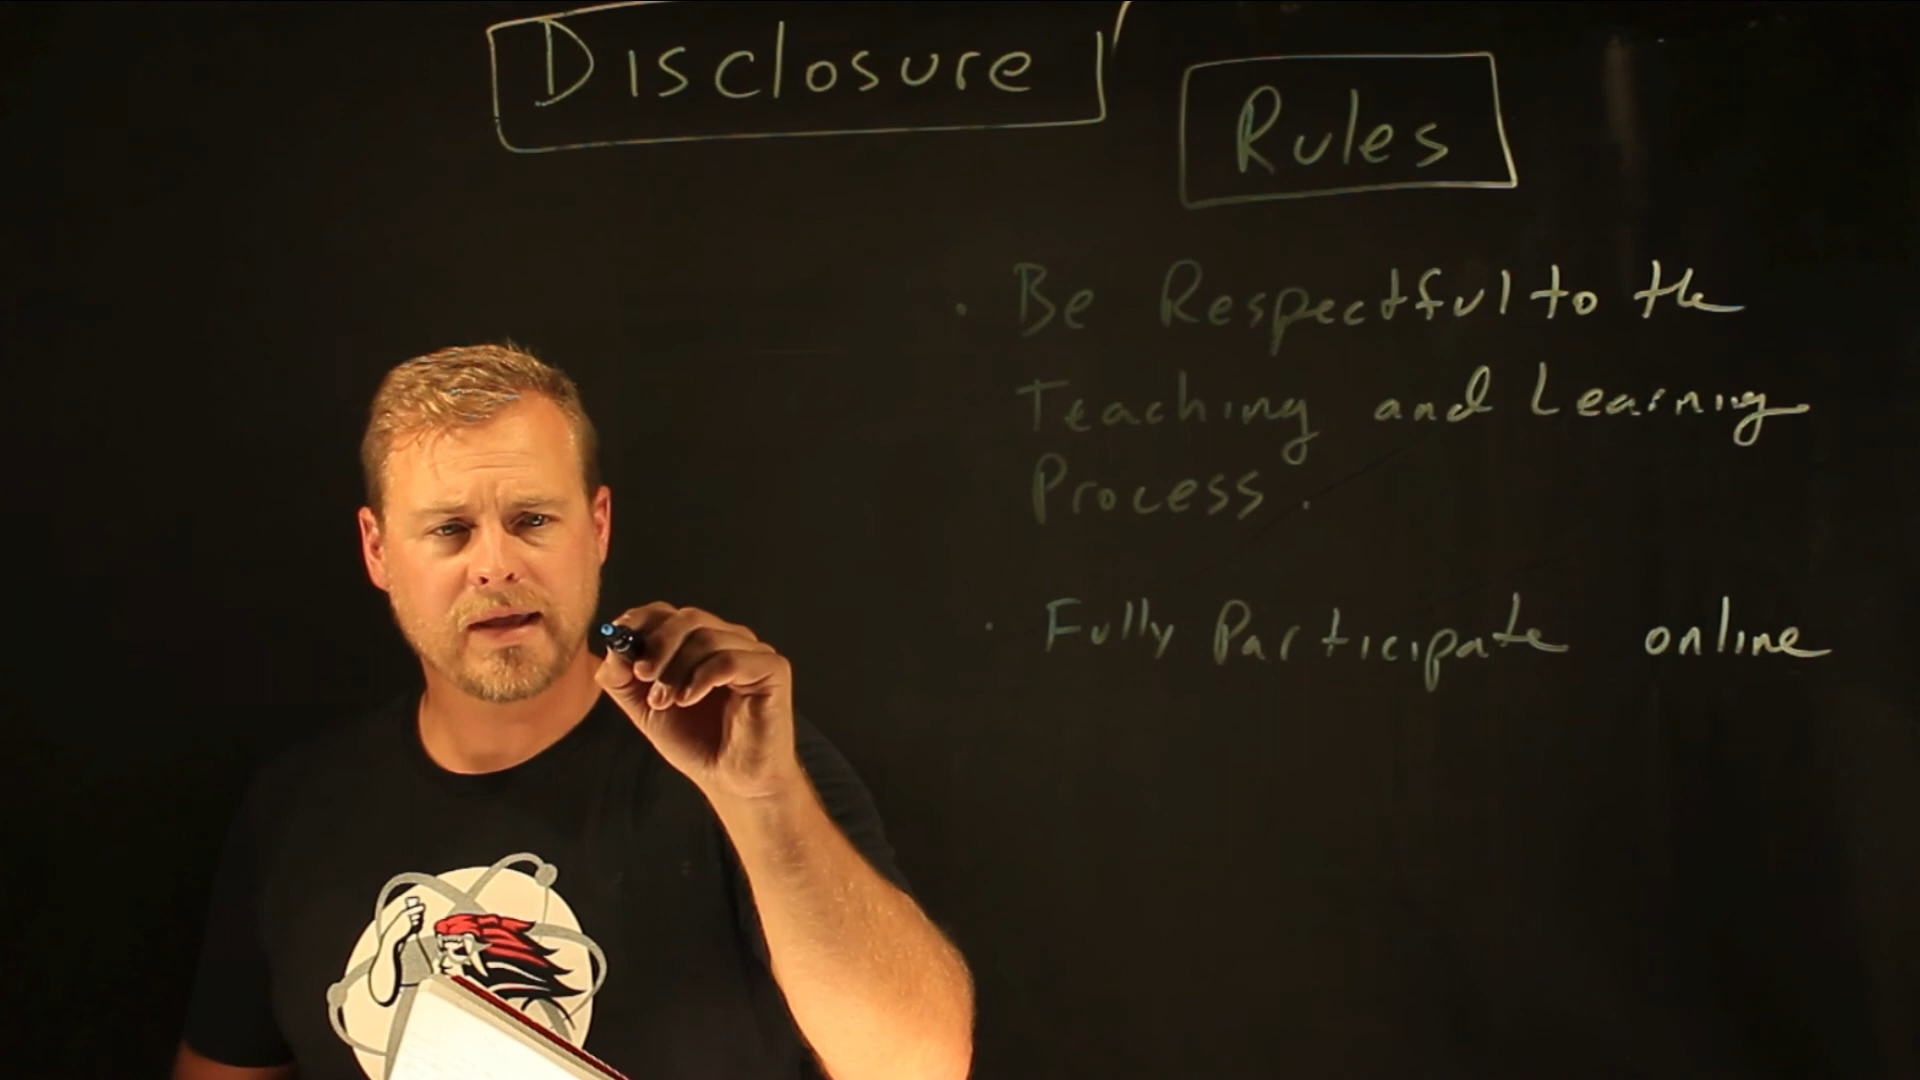 Disclosure
Rules
· Be Respectful to the
Teaching and Learning
Process.
· Fully Participate online